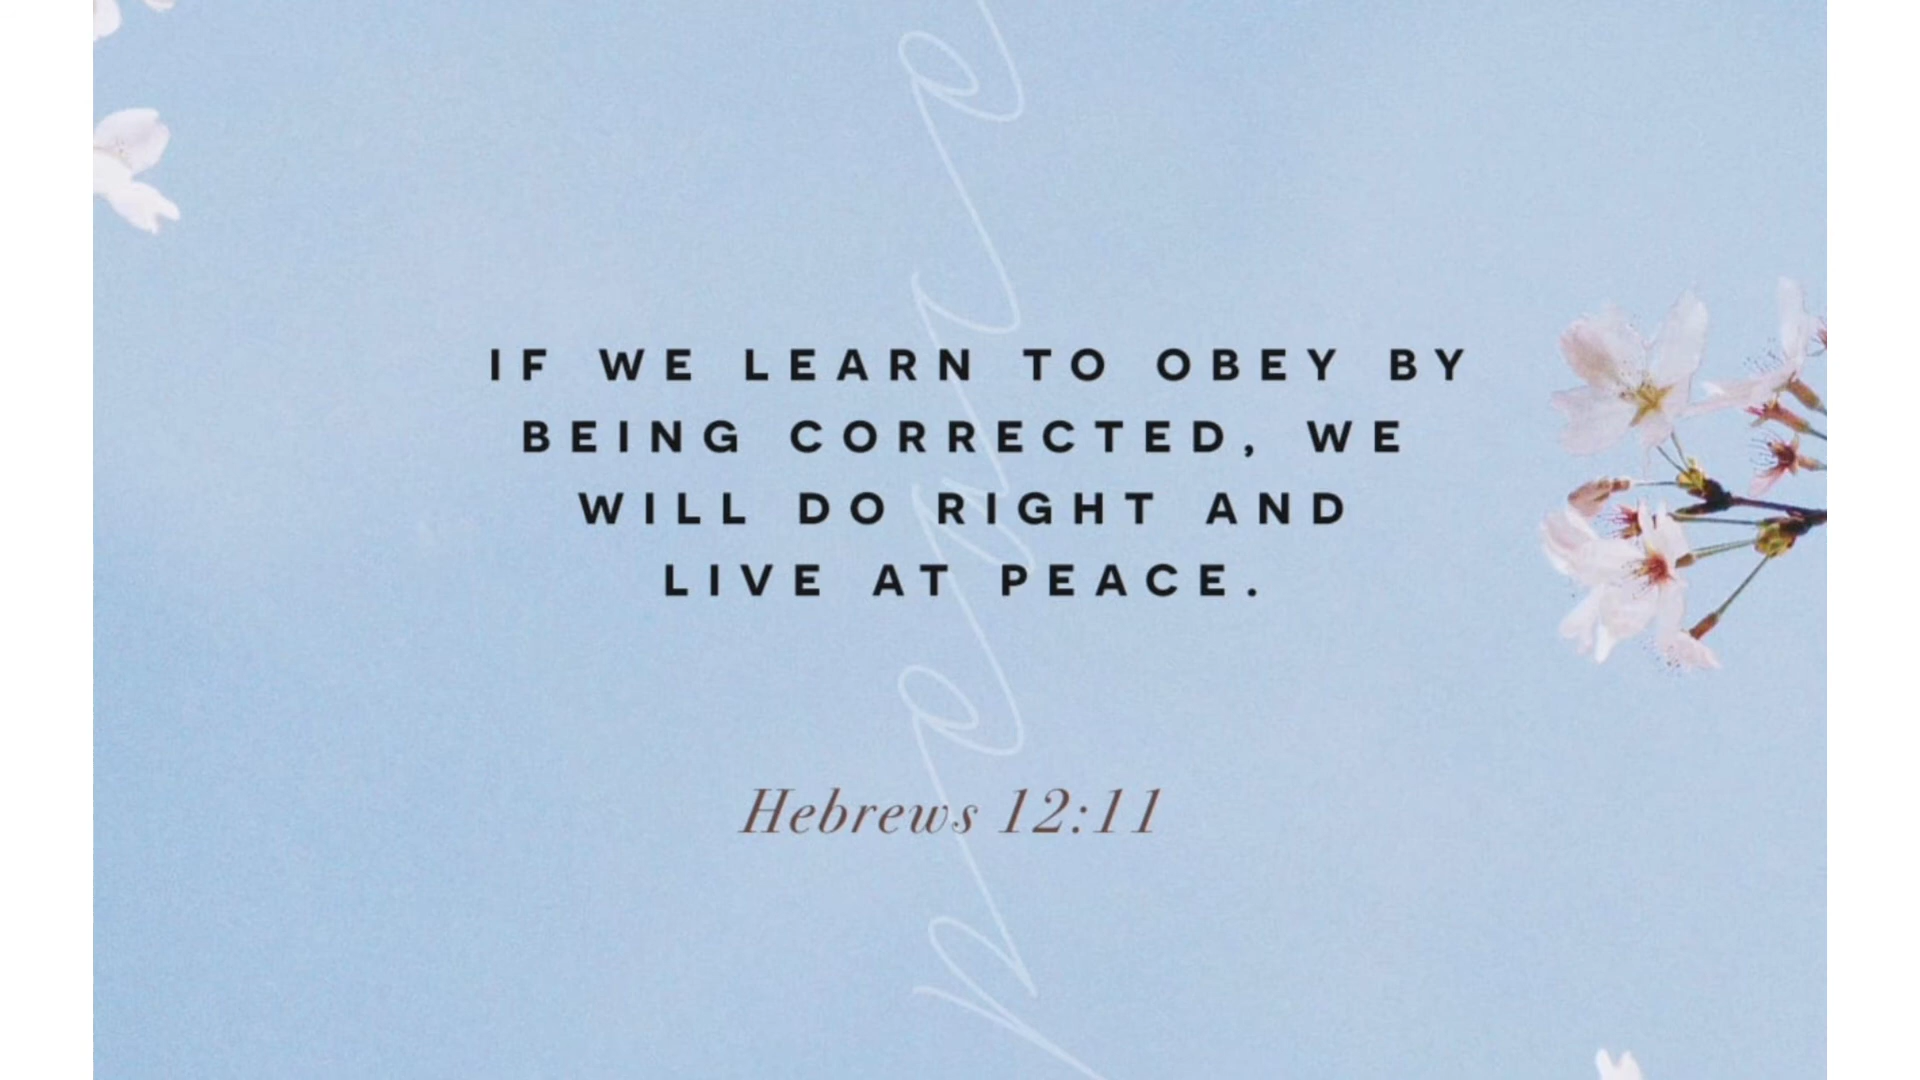 IF WE LEARN TO OBEY BY
BEING CORRECTED, WE
WILL DO RIGHT AND
LIVE AT PEACE.
Hebrews 12:11
peace